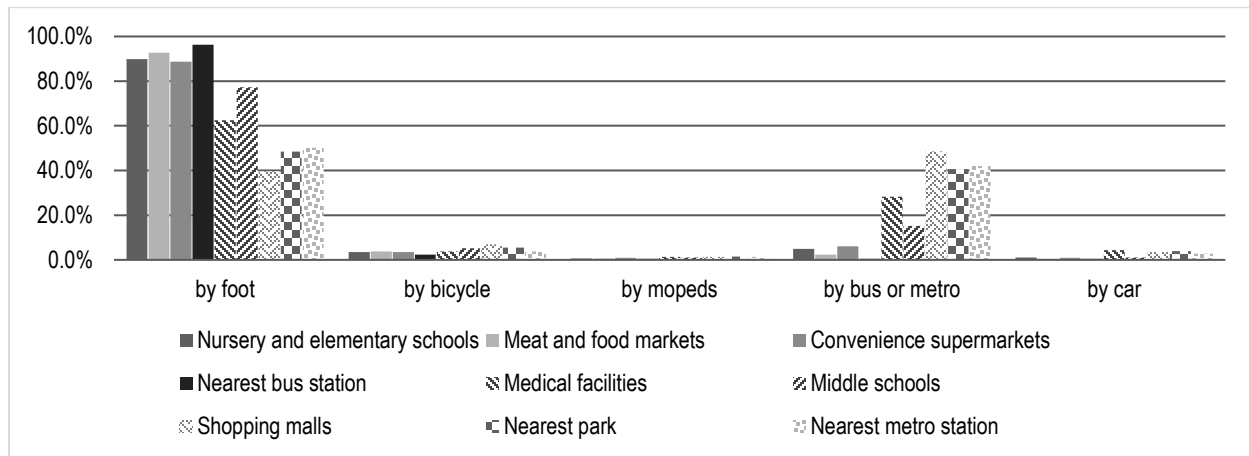 100.0%
80.0%
60.0%
40.0%
20.0%
0.0%
by foot by bicycle by mopeds by bus or metro by car
Nursery and elementary schools Meat and food markets Convenience supermarkets
Nearest bus station Medical facilities Middle schools
Shopping malls Nearest park Nearest metro station